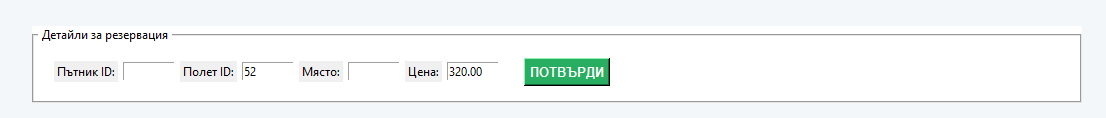 Детайли за резервация
Пътник ID: Полет ID: 52 Място: Цена: 320.00 ПОТВЪРДИ